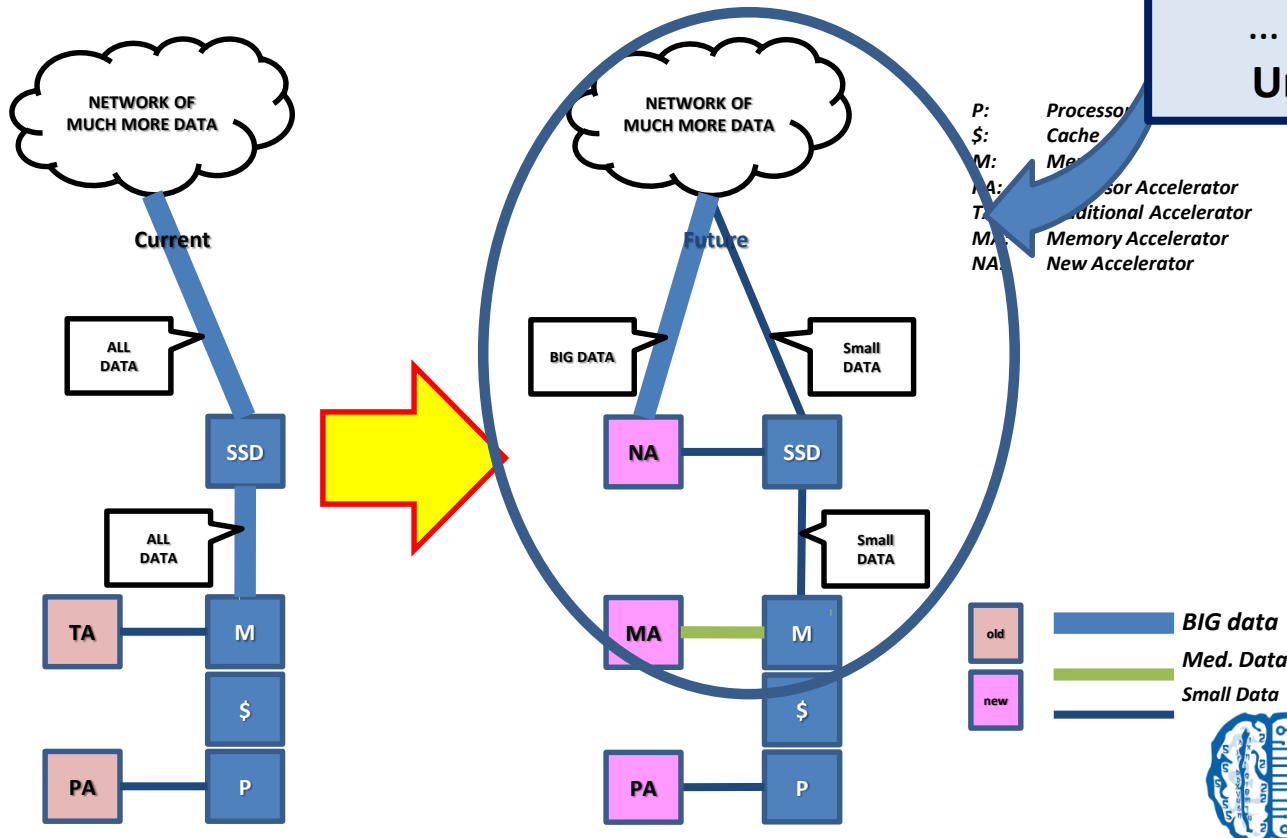 ...
NETWORK OF
MUCH MORE DATA
NETWORK OF
MUCH MORE DATA
P: Processor
$: Cache
M:
Accelerator
Accelerator
Memory Accelerator
NA: New Accelerator
Current
Future
ALL
DATA
BIG DATA
Small
DATA
SSD
NA
SSD
ALL
DATA
Small
DATA
TA
M
MA
M
old
BIG data
Med. Data
new
Small Data
$
$
PA
P
PA
P